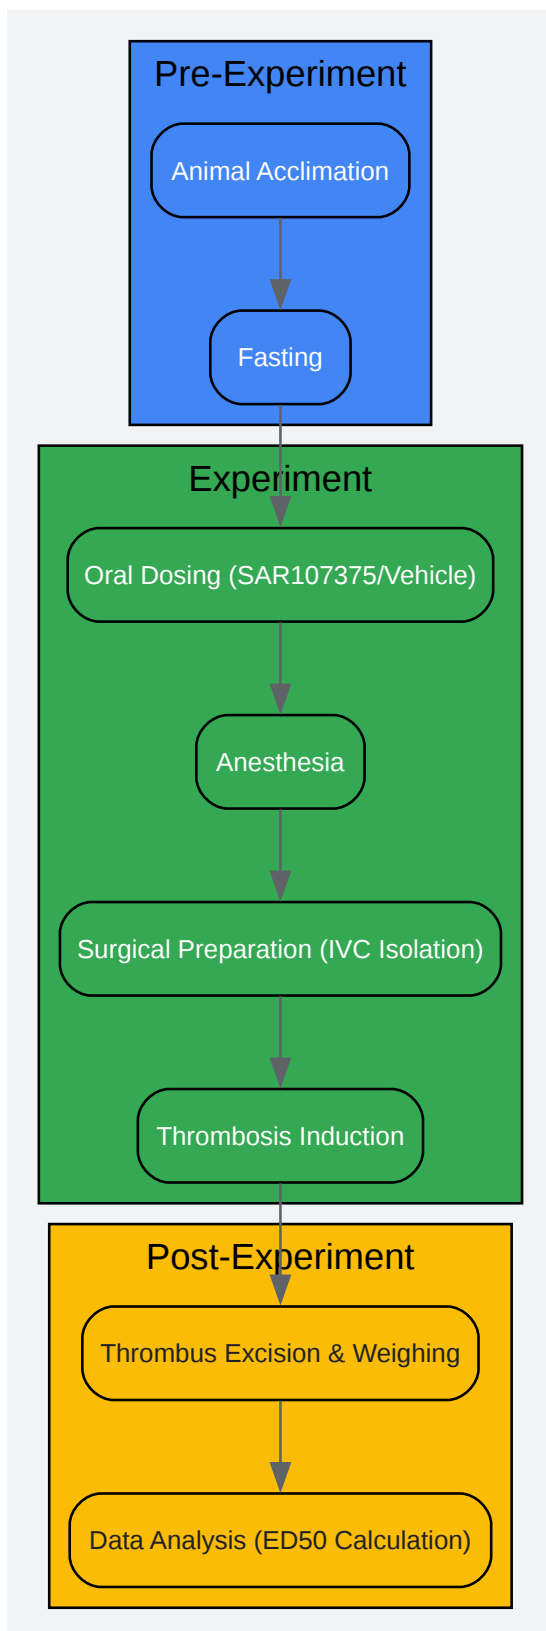 Pre-Experiment
Animal Acclimation
Fasting
Experiment
Oral Dosing (SAR107375/Vehicle)
Anesthesia
Surgical Preparation (IVC Isolation)
Thrombosis Induction
Post-Experiment
Thrombus Excision & Weighing
Data Analysis (ED50 Calculation)